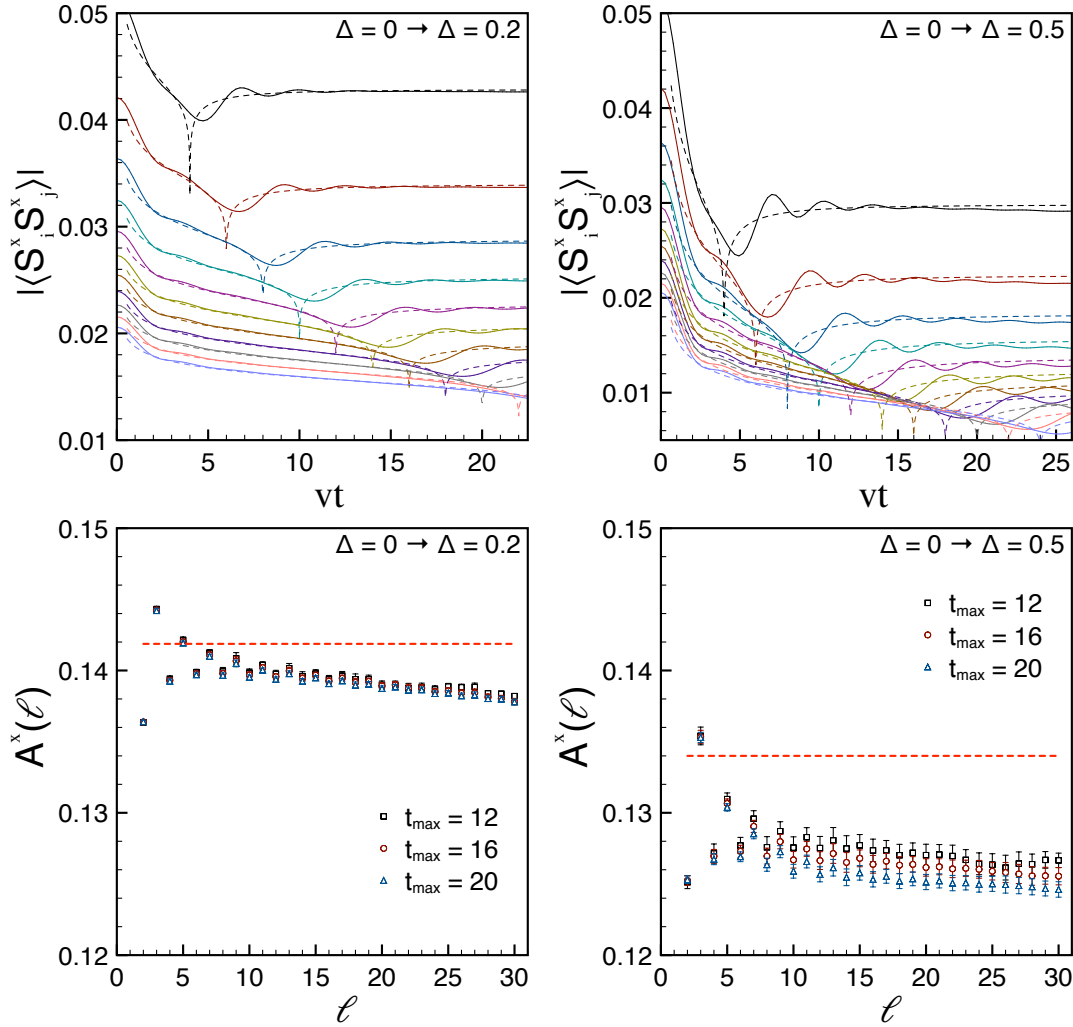 Δ = 0 → Δ = 0.2
|⟨SˣᵢSˣⱼ⟩|
0.05
0.04
0.03
0.02
0.01
0 5 10 15 20
vt
Δ = 0 → Δ = 0.5
|⟨SˣᵢSˣⱼ⟩|
0.05
0.04
0.03
0.02
0.01
0 5 10 15 20 25
vt
Δ = 0 → Δ = 0.2
Aˣ(ℓ)
0.15
0.14
0.13
0.12
t_max = 12
t_max = 16
t_max = 20
0 5 10 15 20 25 30
ℓ
Δ = 0 → Δ = 0.5
Aˣ(ℓ)
0.15
0.14
0.13
0.12
t_max = 12
t_max = 16
t_max = 20
0 5 10 15 20 25 30
ℓ